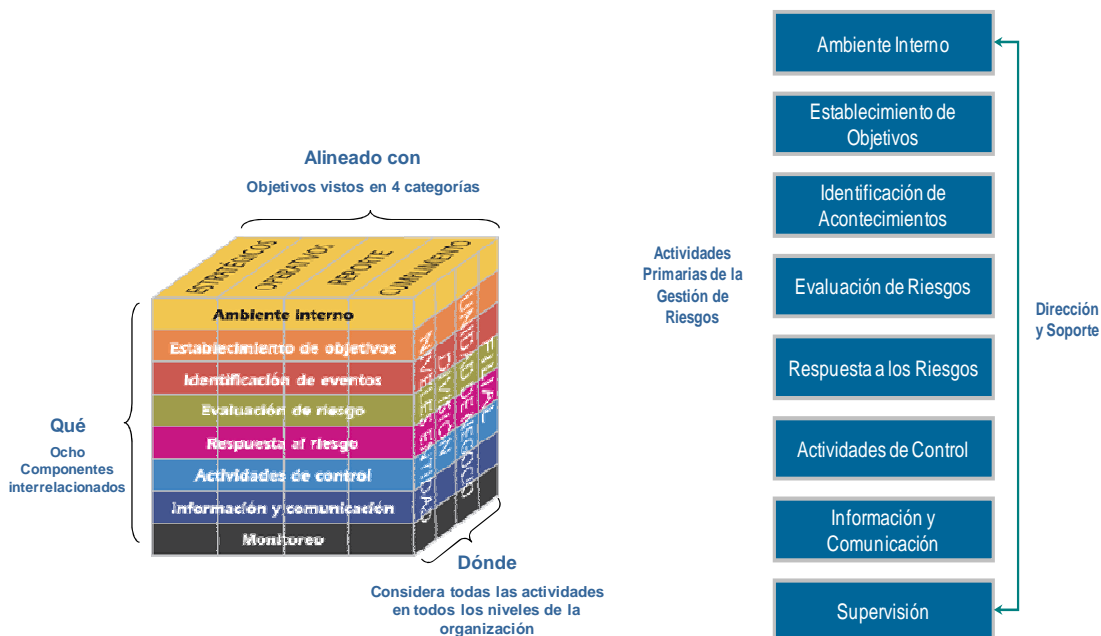 Alineado con
Objetivos vistos en 4 categorías
ESTRATÉGICOS
OPERATIVOS
REPORTE
CUMPLIMIENTO
Ambiente Interno
Establecimiento de objetivos
Identificación de eventos
Evaluación de riesgo
Respuesta al riesgo
Actividades de control
Información y comunicación
Monitoreo
NIVELES ENTIDAD
DIVISIÓN
UNIDAD DE NEGOCIO
FILIAL
Qué
Ocho
Componentes
interrelacionados
Dónde
Considera todas las actividades
en todos los niveles de la
organización
Actividades
Primarias de la
Gestión de
Riesgos
Ambiente Interno
Establecimiento de
Objetivos
Identificación de
Acontecimientos
Evaluación de Riesgos
Respuesta a los Riesgos
Actividades de Control
Información y
Comunicación
Supervisión
Dirección
y Soporte